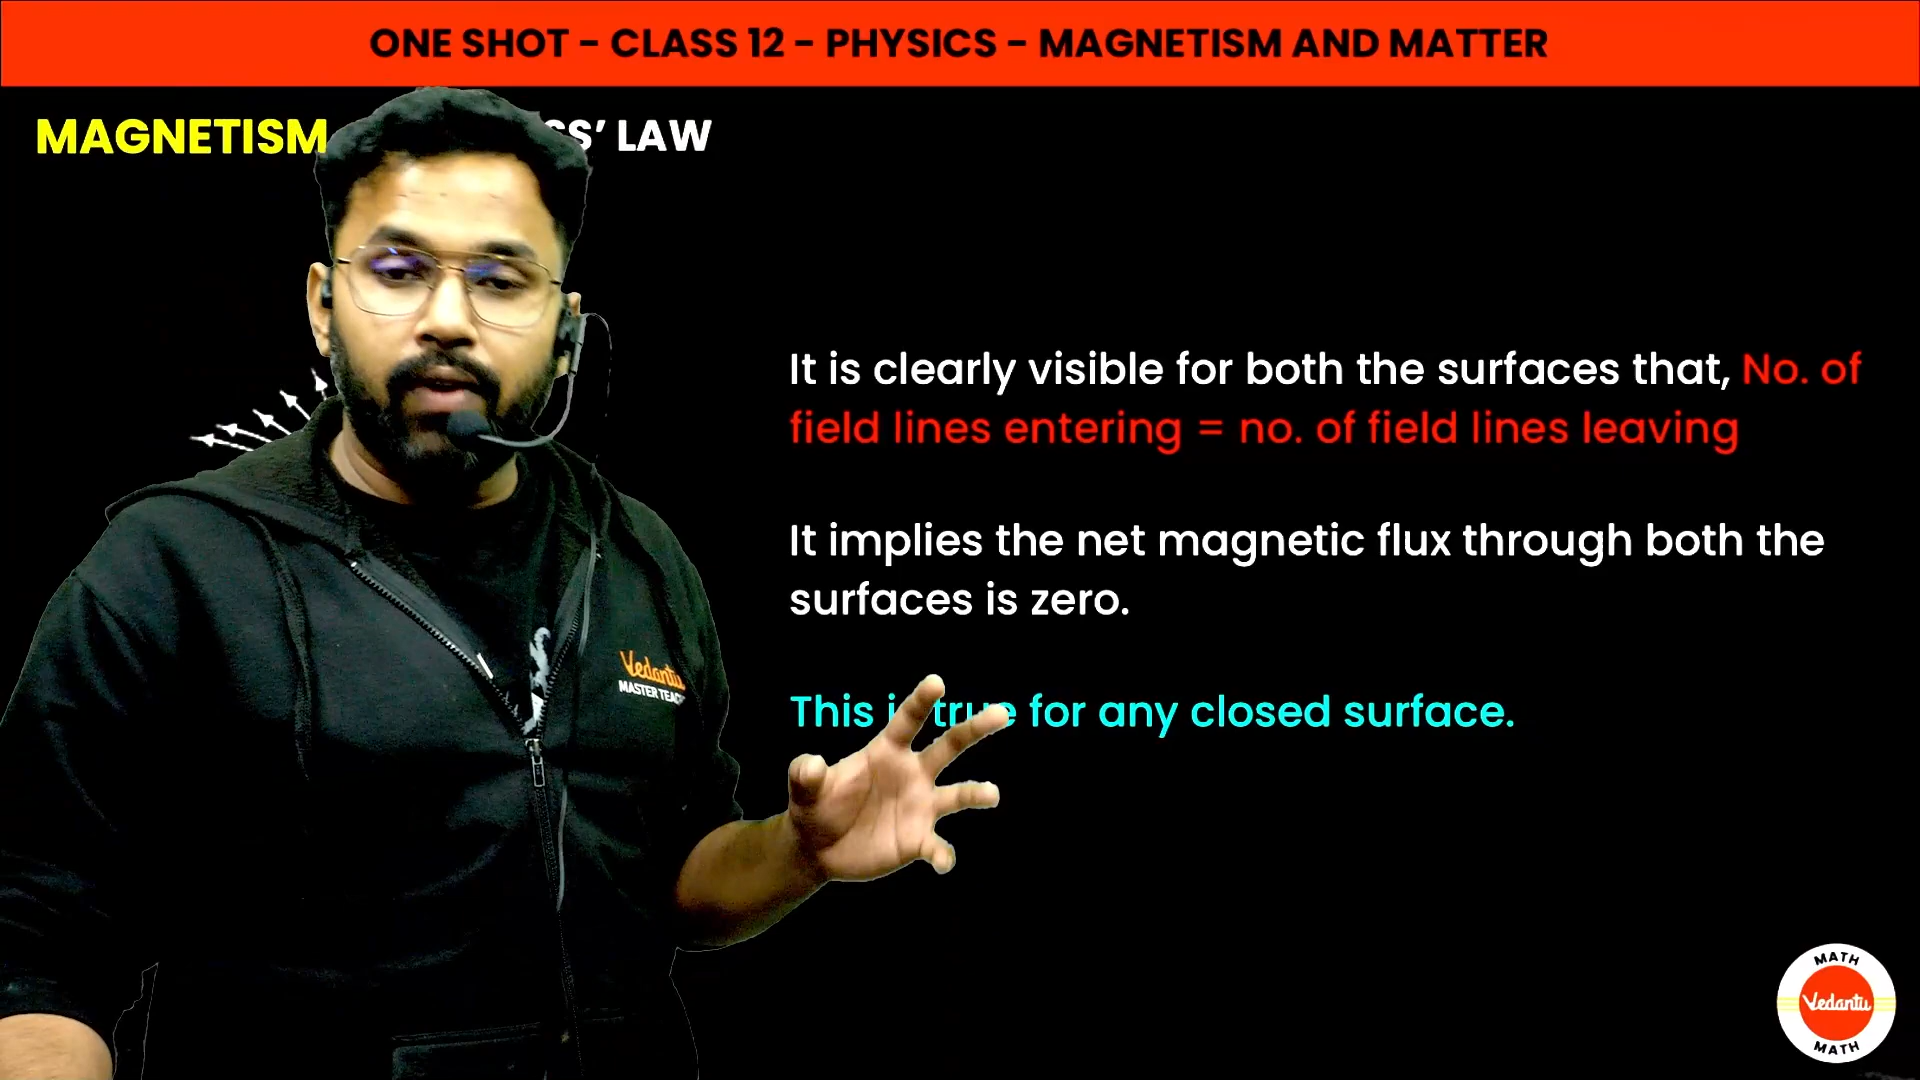 ONE SHOT - CLASS 12 - PHYSICS - MAGNETISM AND MATTER
MAGNETISM LAW
It is clearly visible for both the surfaces that, No. of
field lines entering = no. of field lines leaving
It implies the net magnetic flux through both the
surfaces is zero.
This is true for any closed surface.
Vedantu
MASTER
MATH
Vedantu
MATH